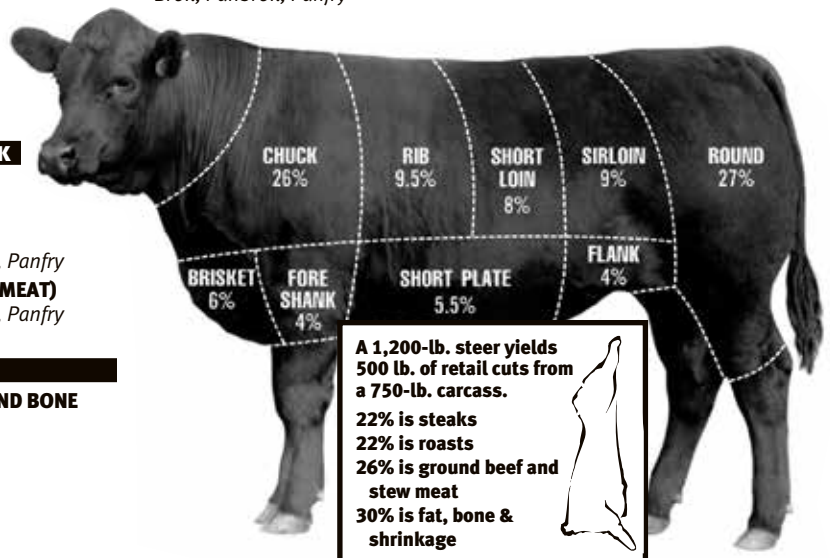 K
CHUCK
26%
RIB
9.5%
SHORT
LOIN
8%
SIRLOIN
9%
ROUND
27%
Panfry
MEAT)
Panfry
BRISKET
6%
FORE
SHANK
4%
SHORT PLATE
5.5%
FLANK
4%
ND BONE
A 1,200-lb. steer yields
500 lb. of retail cuts from
a 750-lb. carcass.
22% is steaks
22% is roasts
26% is ground beef and
stew meat
30% is fat, bone &
shrinkage